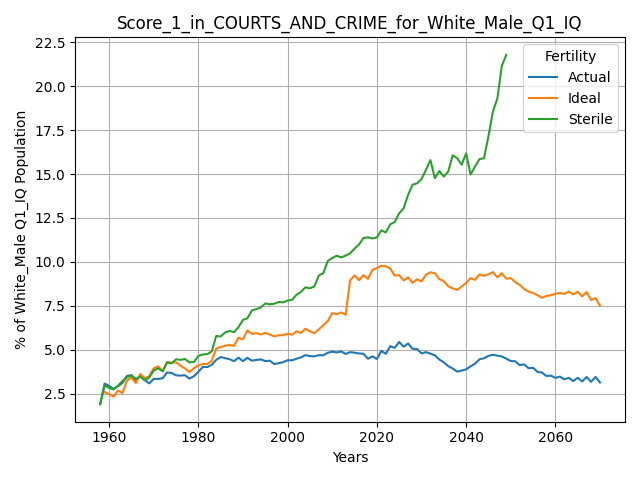 Score_1_in_COURTS_AND_CRIME_for_White_Male_Q1_IQ
% of White_Male Q1_IQ Population
22.5
20.0
17.5
15.0
12.5
10.0
7.5
5.0
2.5
Fertility
Actual
Ideal
Sterile
1960
1980
2000
2020
2040
2060
Years